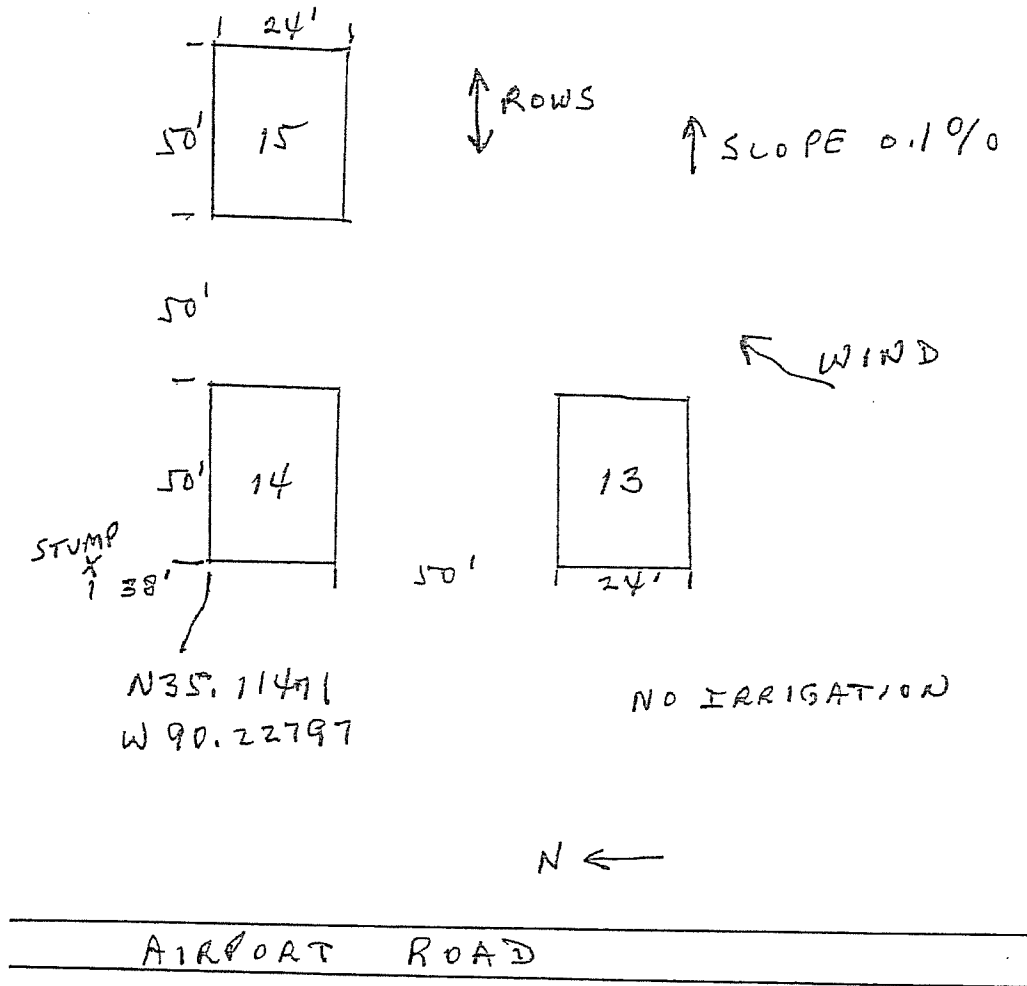 24'
50'
15
ROWS
SLOPE 0.1%
50'
WIND
50'
14
13
STUMP
38'
50'
24'
N35.11471
W 90.22797
NO IRRIGATION
N
AIRPORT ROAD